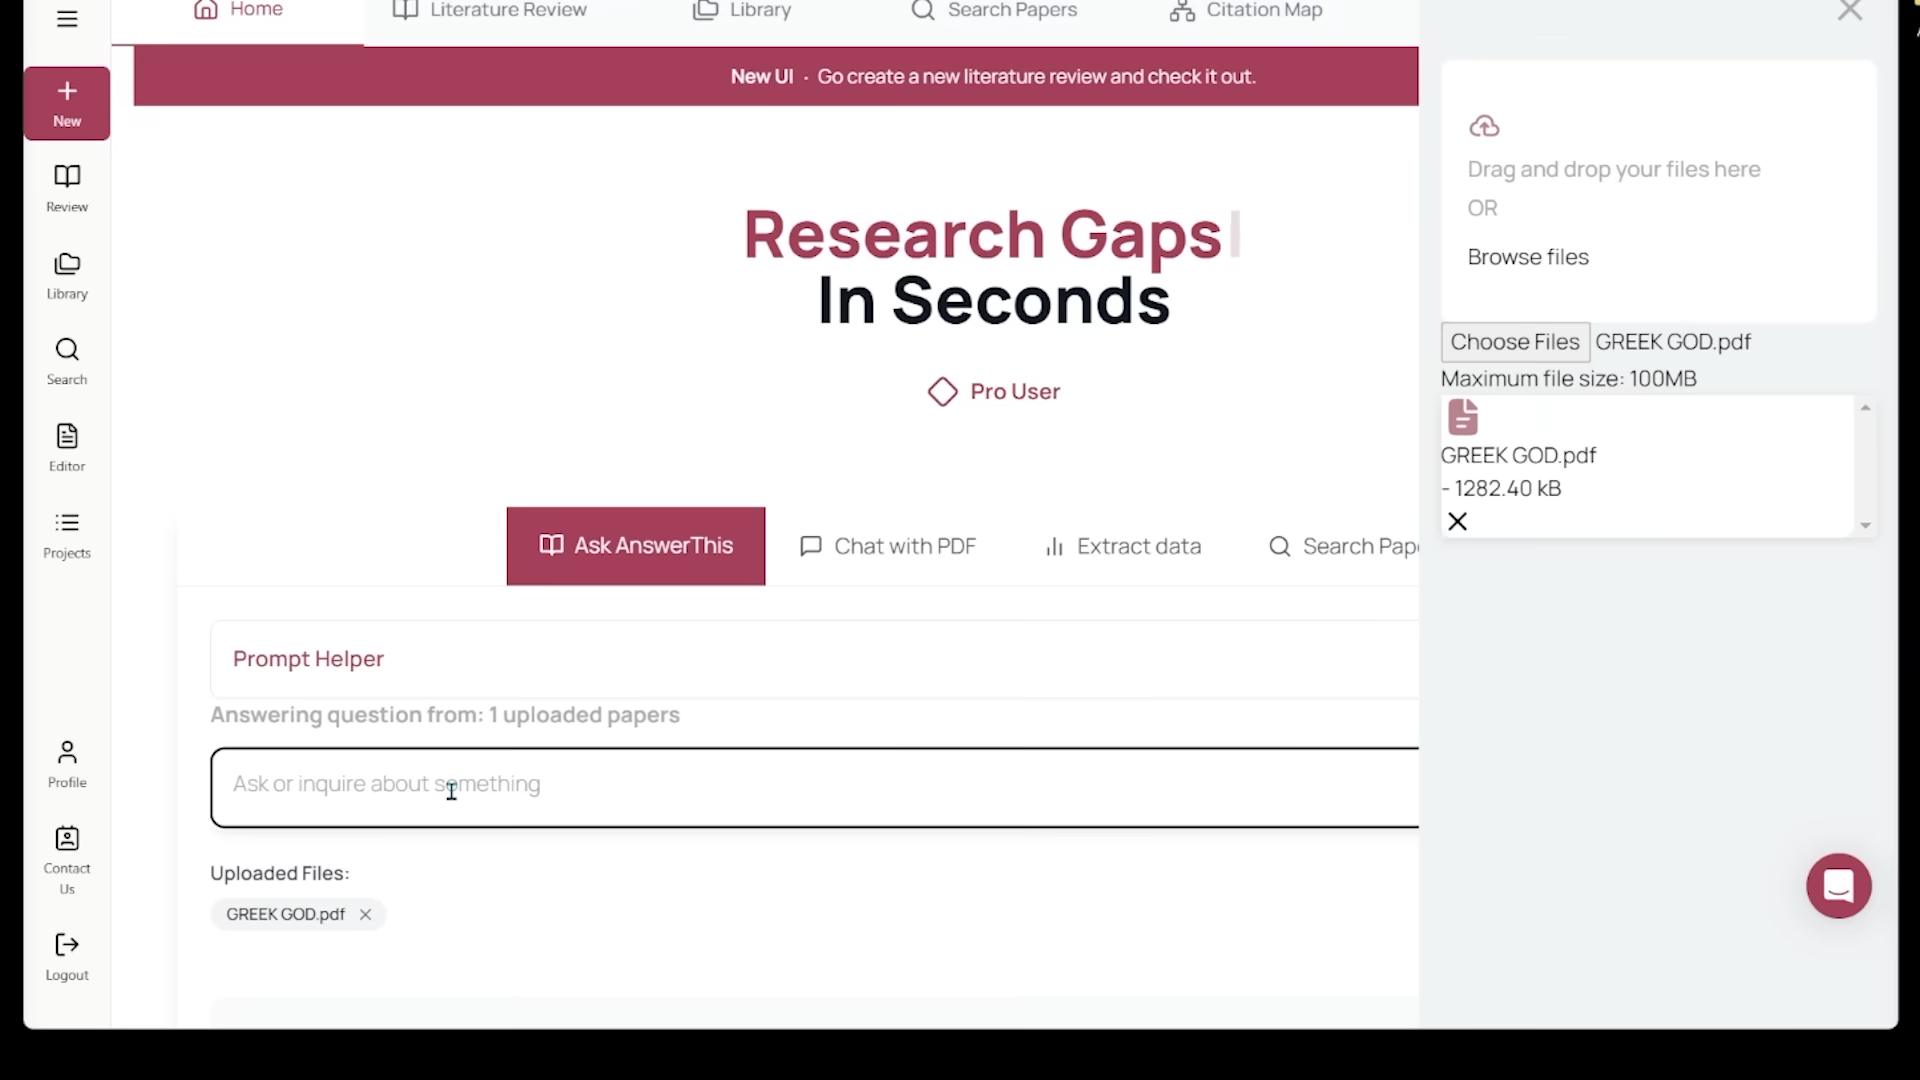 Home
Literature Review
Library
Search Papers
Citation Map
New
Review
Library
Search
Editor
Projects
Profile
Contact
Us
Logout
New UI · Go create a new literature review and check it out.
Research Gaps
In Seconds
Pro User
Ask AnswerThis
Chat with PDF
Extract data
Search Pap
Prompt Helper
Answering question from: 1 uploaded papers
Ask or inquire about something
Uploaded Files:
GREEK GOD.pdf
Drag and drop your files here
OR
Browse files
Choose Files GREEK GOD.pdf
Maximum file size: 100MB
GREEK GOD.pdf
- 1282.40 kB